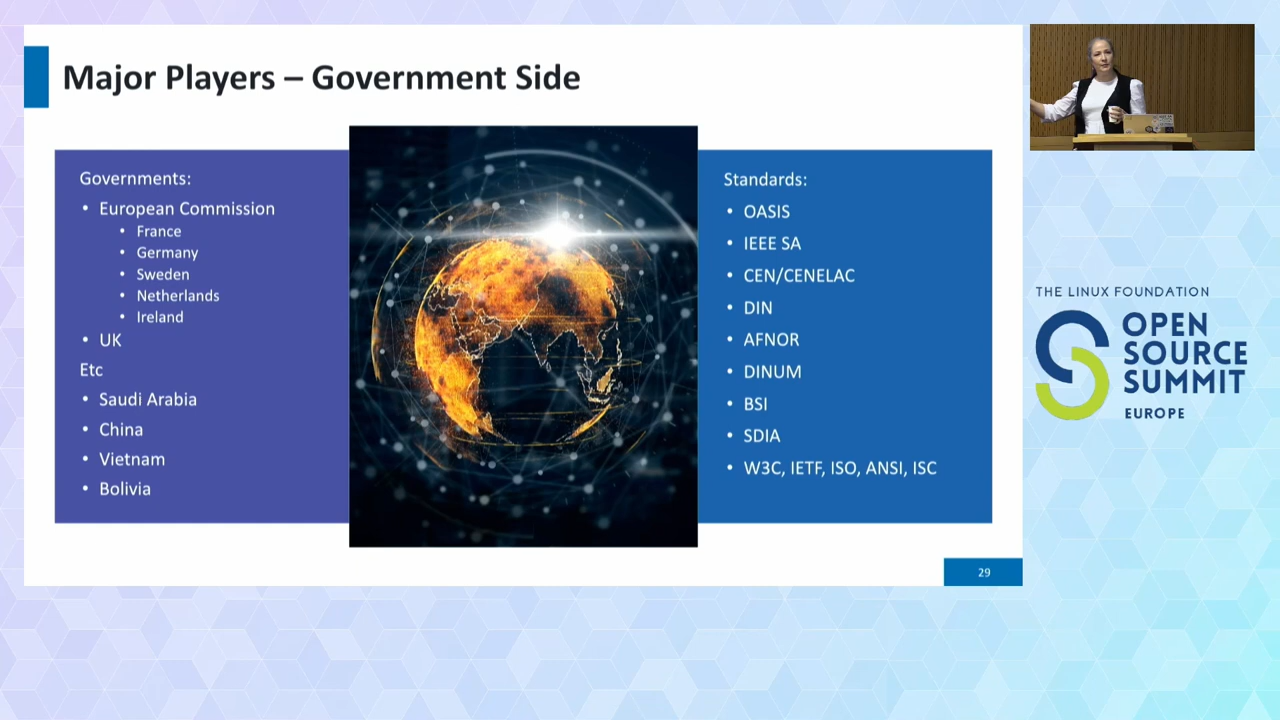 Major Players – Government Side
Governments:
• European Commission
• France
• Germany
• Sweden
• Netherlands
• Ireland
• UK
Etc
• Saudi Arabia
• China
• Vietnam
• Bolivia
Standards:
• OASIS
• IEEE SA
• CEN/CENELAC
• DIN
• AFNOR
• DINUM
• BSI
• SDIA
• W3C, IETF, ISO, ANSI, ISC
29
THE LINUX FOUNDATION
OPEN
SOURCE
SUMMIT
EUROPE